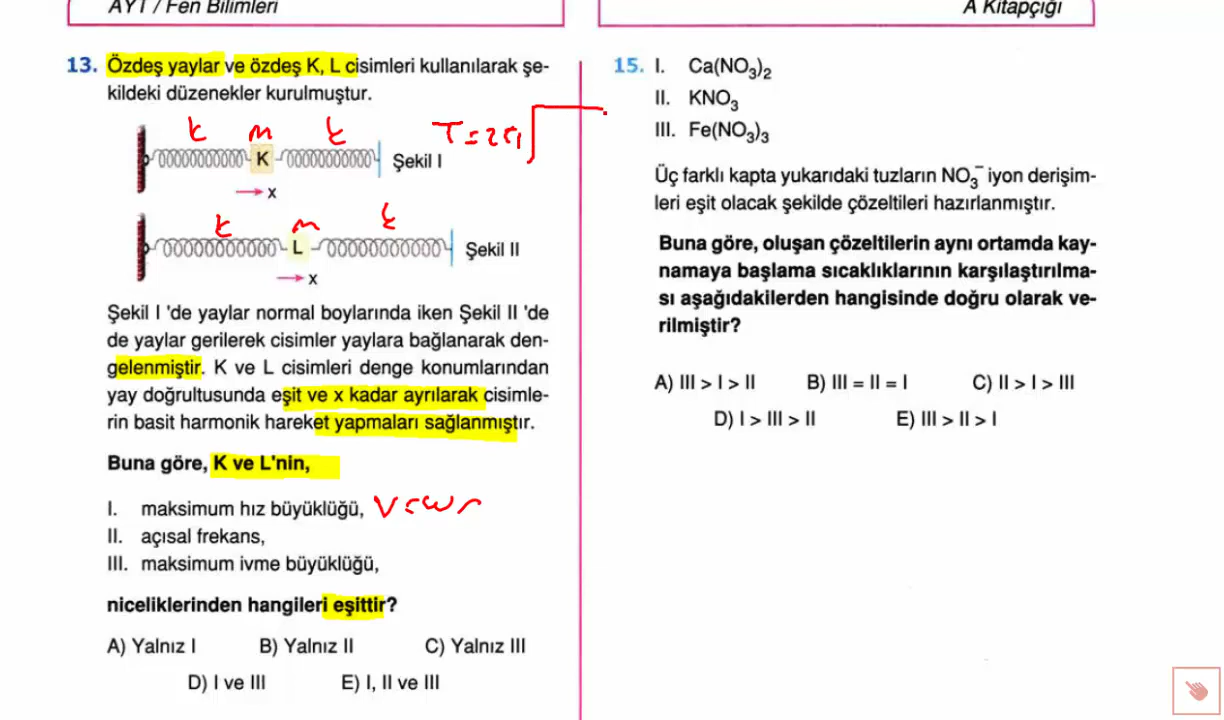 AYT / Fen Bilimleri
A Kitapçığı
13. Özdeş yaylar ve özdeş K, L cisimleri kullanılarak şe-
kildeki düzenekler kurulmuştur.
k m k T = 2π
K
Şekil I
x
k m k
L
Şekil II
x
Şekil I 'de yaylar normal boylarında iken Şekil II 'de
de yaylar gerilerek cisimler yaylara bağlanarak den-
gelenmiştir. K ve L cisimleri denge konumlarından
yay doğrultusunda eşit ve x kadar ayrılarak cisimle-
rin basit harmonik hareket yapmaları sağlanmıştır.
Buna göre, K ve L'nin,
I. maksimum hız büyüklüğü, V = ω r
II. açısal frekans,
III. maksimum ivme büyüklüğü,
niceliklerinden hangileri eşittir?
A) Yalnız I B) Yalnız II C) Yalnız III
D) I ve III E) I, II ve III
15. I. Ca(NO₃)₂
II. KNO₃
III. Fe(NO₃)₃
Üç farklı kapta yukarıdaki tuzların NO₃⁻ iyon derişim-
leri eşit olacak şekilde çözeltileri hazırlanmıştır.
Buna göre, oluşan çözeltilerin aynı ortamda kay-
namaya başlama sıcaklıklarının karşılaştırılma-
sı aşağıdakilerden hangisinde doğru olarak ve-
rilmiştir?
A) III > I > II B) III = II = I C) II > I > III
D) I > III > II E) III > II > I